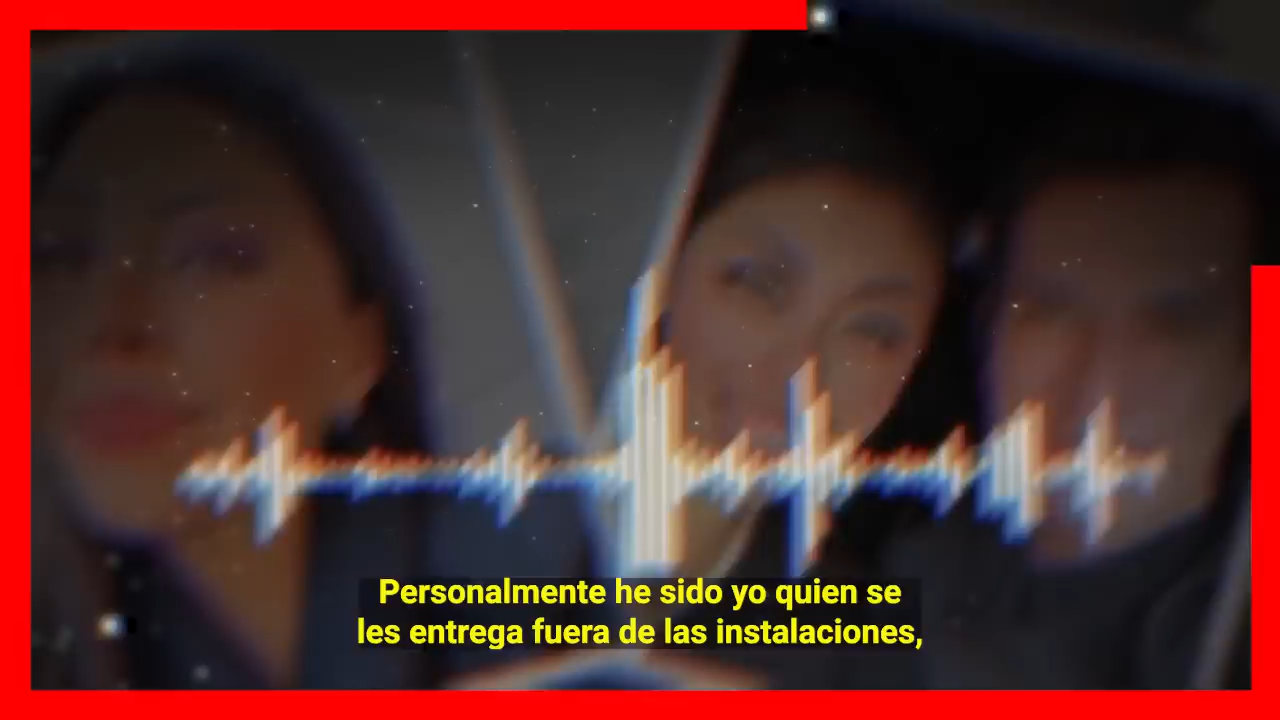 Personalmente he sido yo quien se
les entrega fuera de las instalaciones,